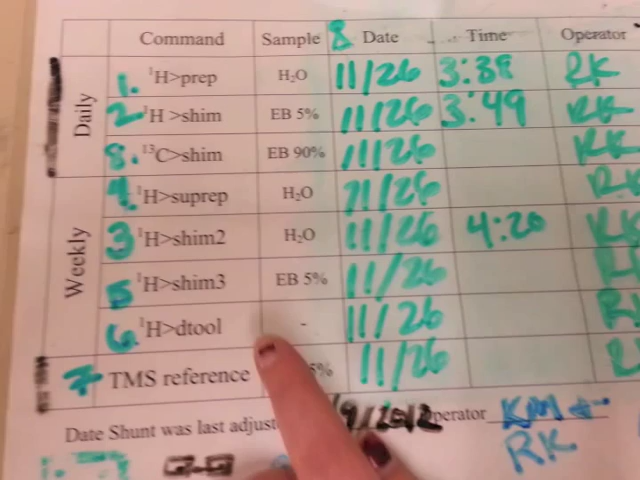 Command Sample 8 Date Time Operator
Daily
1. ¹H>prep H₂O 11/26 3:38 RK
2 ¹H >shim EB 5% 11/26 3:49 RK
8. ¹³C>shim EB 90% 11/26 RK
Weekly
4. ¹H>suprep H₂O 11/26 RK
3 ¹H>shim2 H₂O 11/26 4:20 RK
5 ¹H>shim3 EB 5% 11/26
6. ¹H>dtool - 11/26 RK
7 TMS reference 5% 11/26
Date Shunt was last adjust /9/2012 perator
RK